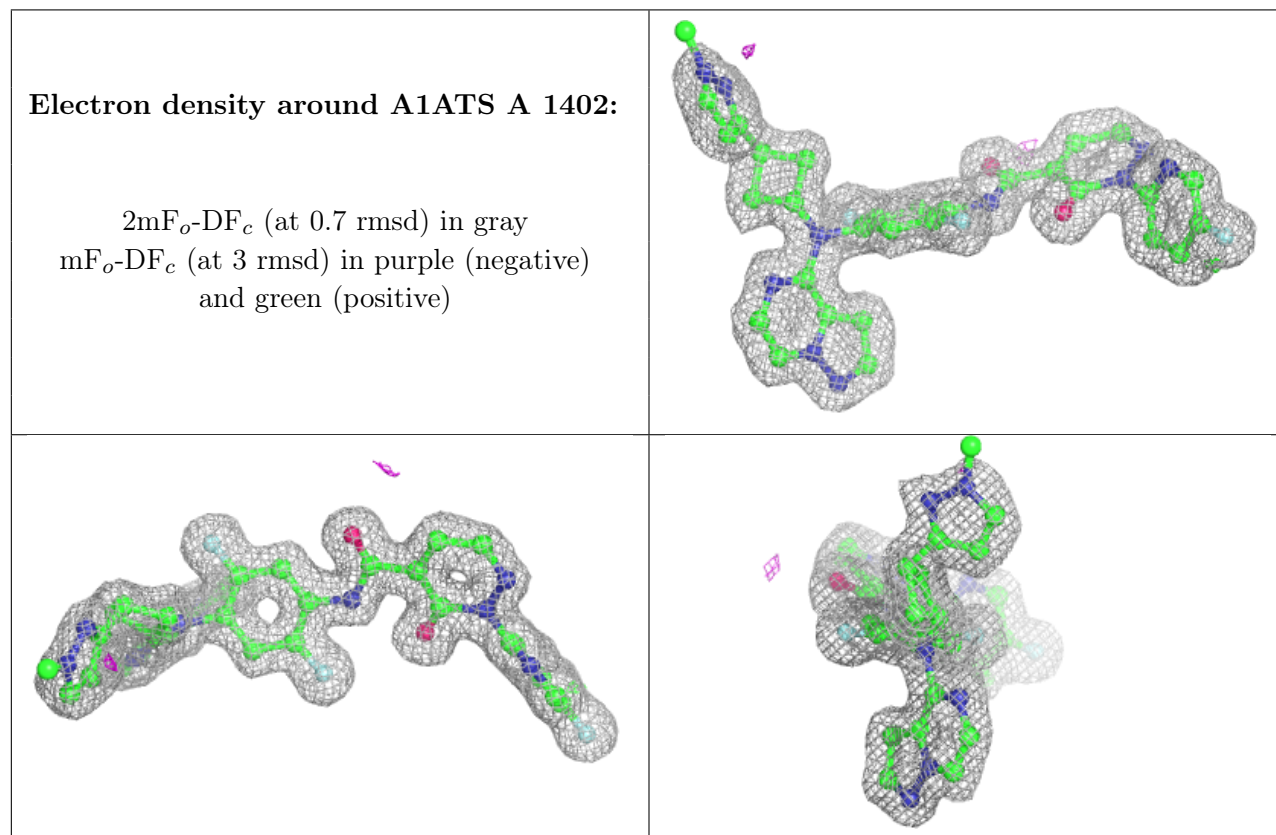 Electron density around A1ATS A 1402:
2mFo-DFc (at 0.7 rmsd) in gray
mFo-DFc (at 3 rmsd) in purple (negative)
and green (positive)